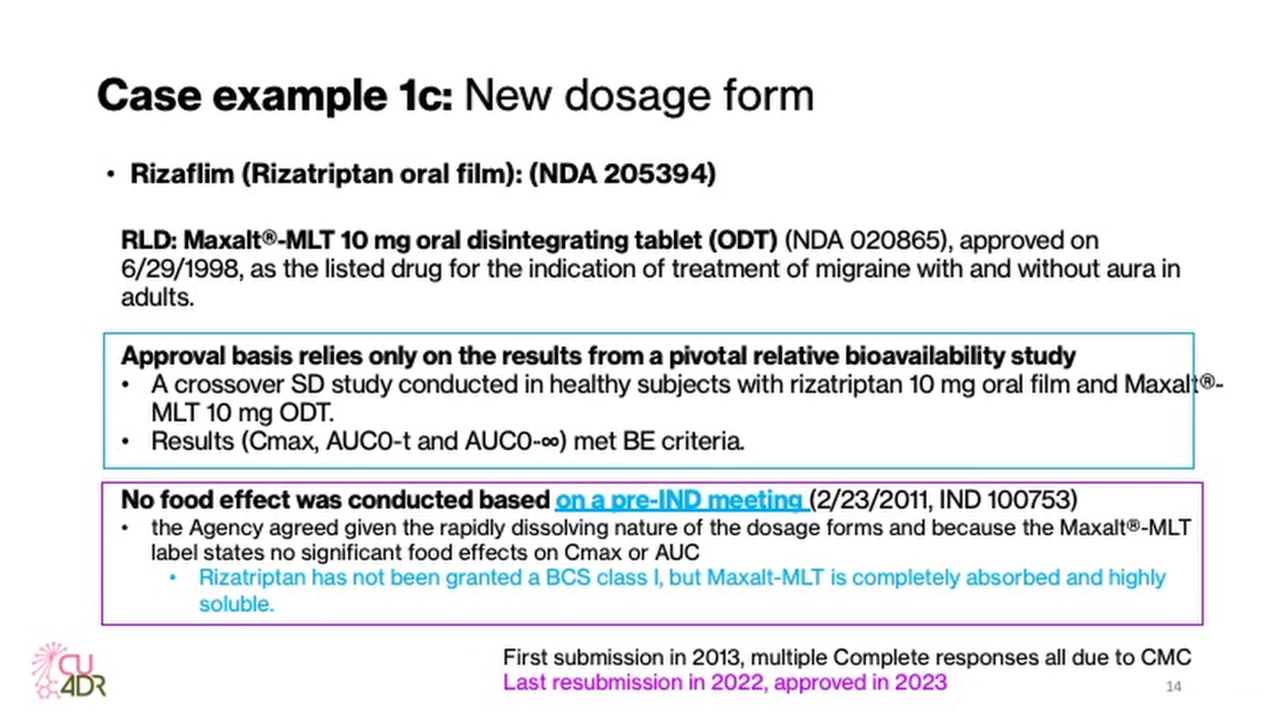 Case example 1c: New dosage form
• Rizaflim (Rizatriptan oral film): (NDA 205394)
RLD: Maxalt®-MLT 10 mg oral disintegrating tablet (ODT) (NDA 020865), approved on
6/29/1998, as the listed drug for the indication of treatment of migraine with and without aura in
adults.
Approval basis relies only on the results from a pivotal relative bioavailability study
• A crossover SD study conducted in healthy subjects with rizatriptan 10 mg oral film and Maxalt®-
MLT 10 mg ODT.
• Results (Cmax, AUC0-t and AUC0-∞) met BE criteria.
No food effect was conducted based on a pre-IND meeting (2/23/2011, IND 100753)
• the Agency agreed given the rapidly dissolving nature of the dosage forms and because the Maxalt®-MLT
label states no significant food effects on Cmax or AUC
• Rizatriptan has not been granted a BCS class I, but Maxalt-MLT is completely absorbed and highly
soluble.
First submission in 2013, multiple Complete responses all due to CMC
Last resubmission in 2022, approved in 2023
14
CU
4DR